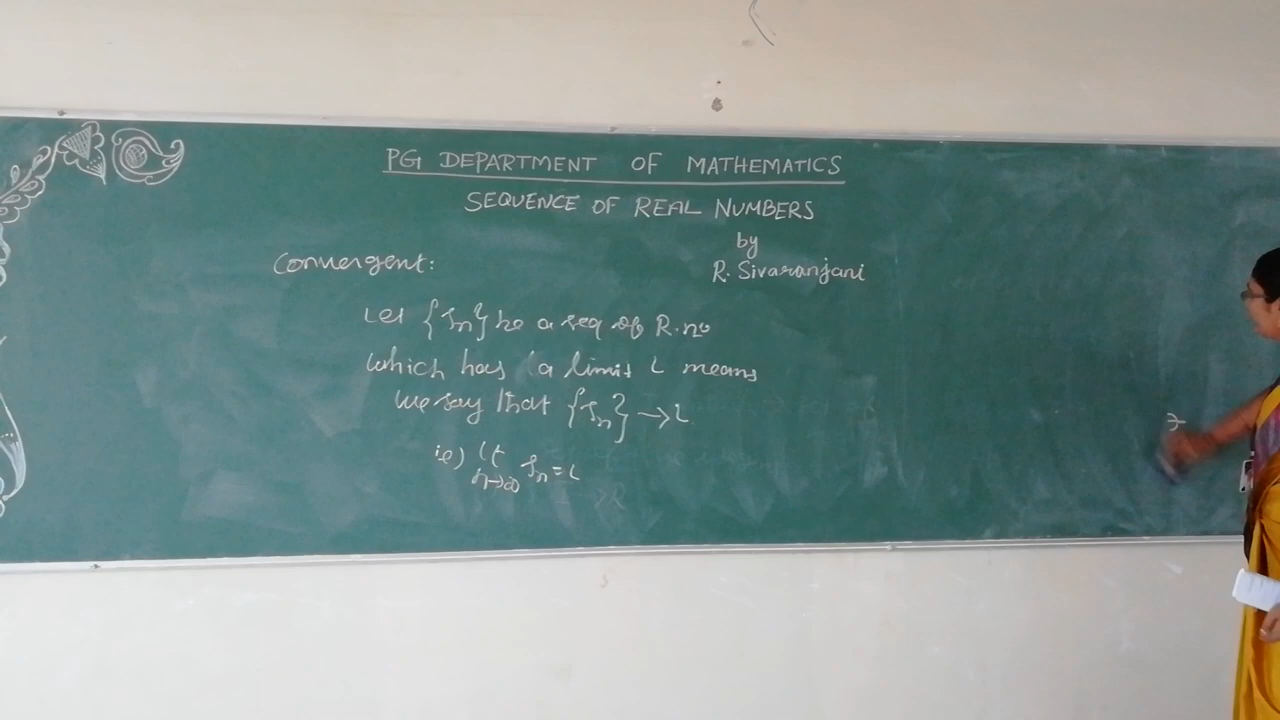 PG DEPARTMENT OF MATHEMATICS
SEQUENCE OF REAL NUMBERS
by
R. Sivaranjani
Convergent:
Let {Sn} be a seq of R.no
which has a limit L means
we say that {Sn} → L
ie) Lt Sn = L
n→∞